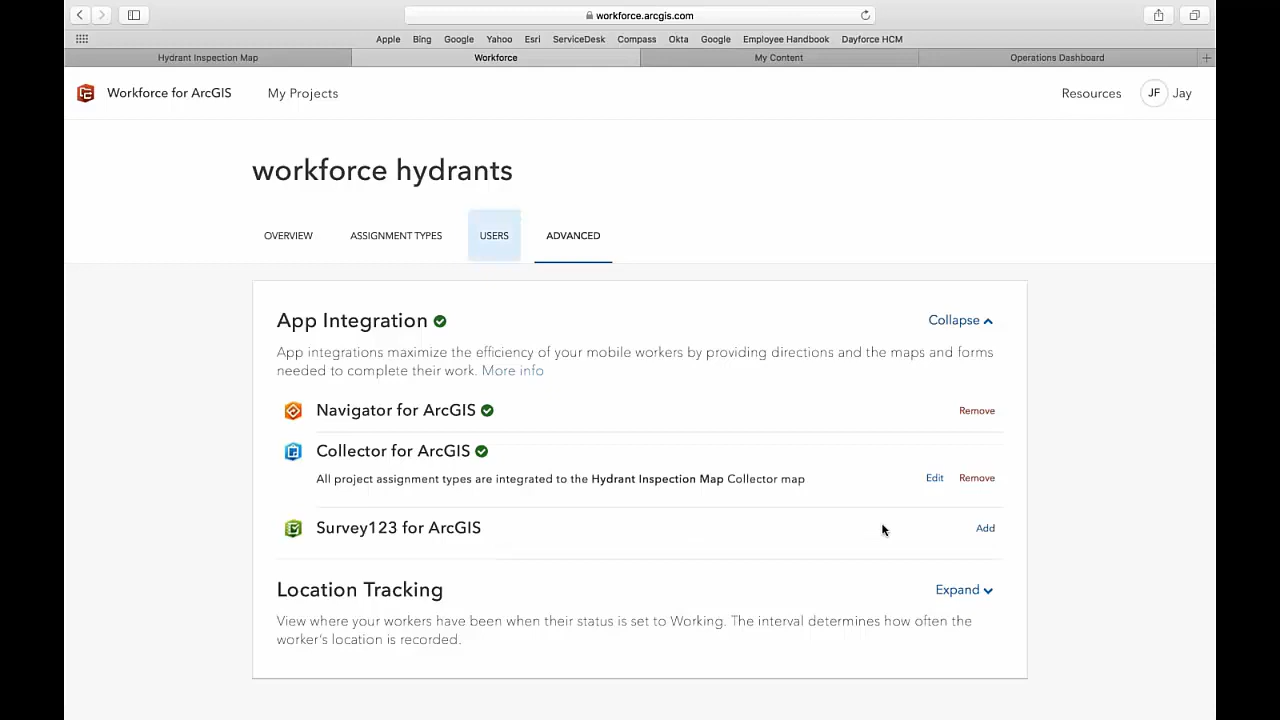 workforce.arcgis.com
Apple Bing Google Yahoo Esri ServiceDesk Compass Okta Google Employee Handbook Dayforce HCM
Hydrant Inspection Map Workforce My Content Operations Dashboard
Workforce for ArcGIS My Projects Resources JF Jay
workforce hydrants
OVERVIEW ASSIGNMENT TYPES USERS ADVANCED
App Integration Collapse
App integrations maximize the efficiency of your mobile workers by providing directions and the maps and forms
needed to complete their work. More info
Navigator for ArcGIS Remove
Collector for ArcGIS
All project assignment types are integrated to the Hydrant Inspection Map Collector map Edit Remove
Survey123 for ArcGIS Add
Location Tracking Expand
View where your workers have been when their status is set to Working. The interval determines how often the
worker's location is recorded.